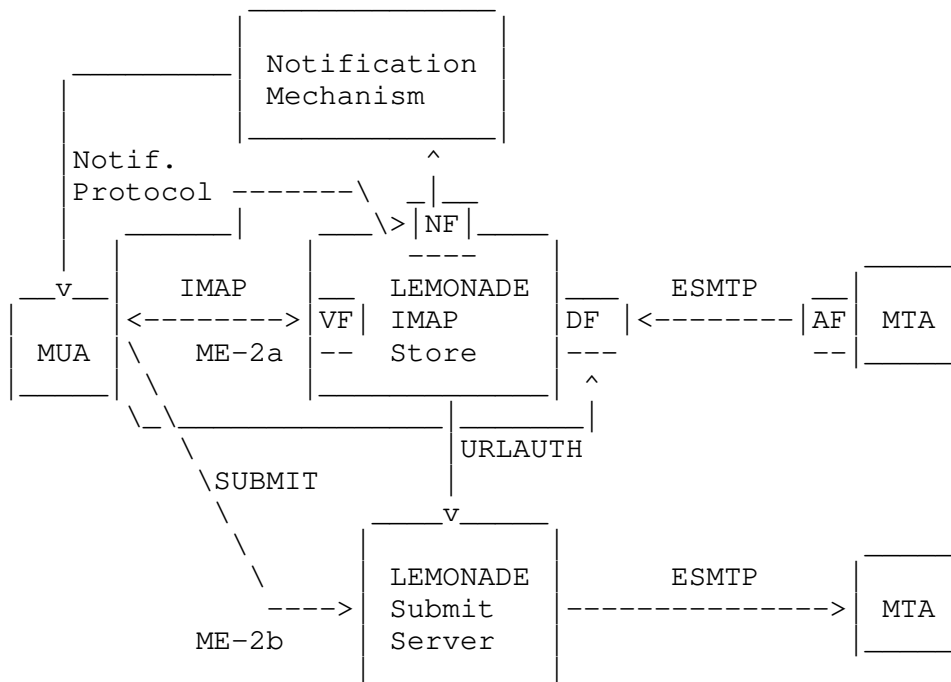 Notification
Mechanism
Notif.
Protocol
NF
IMAP LEMONADE ESMTP
VF IMAP DF AF MTA
MUA ME-2a Store
URLAUTH
SUBMIT
LEMONADE ESMTP
Submit MTA
ME-2b Server